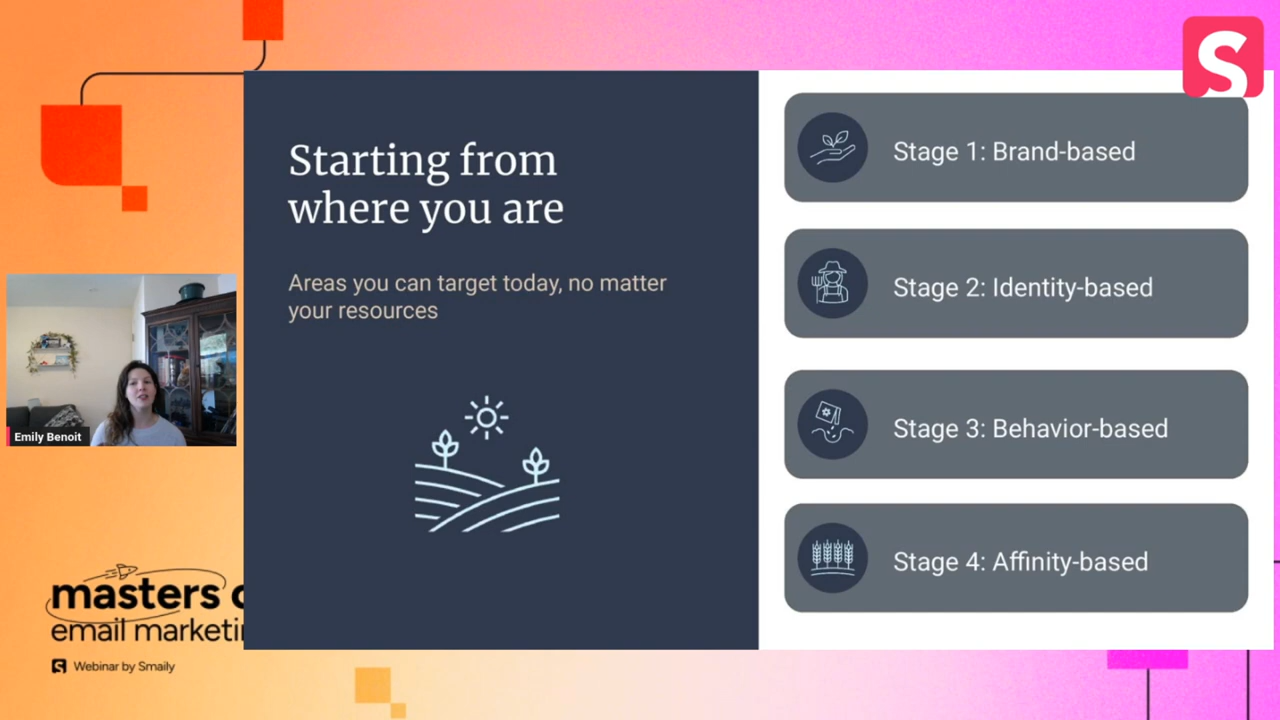 Starting from
where you are
Areas you can target today, no matter
your resources
Stage 1: Brand-based
Stage 2: Identity-based
Stage 3: Behavior-based
Stage 4: Affinity-based
S
Emily Benoit
masters
email marketi
Webinar by Smaily